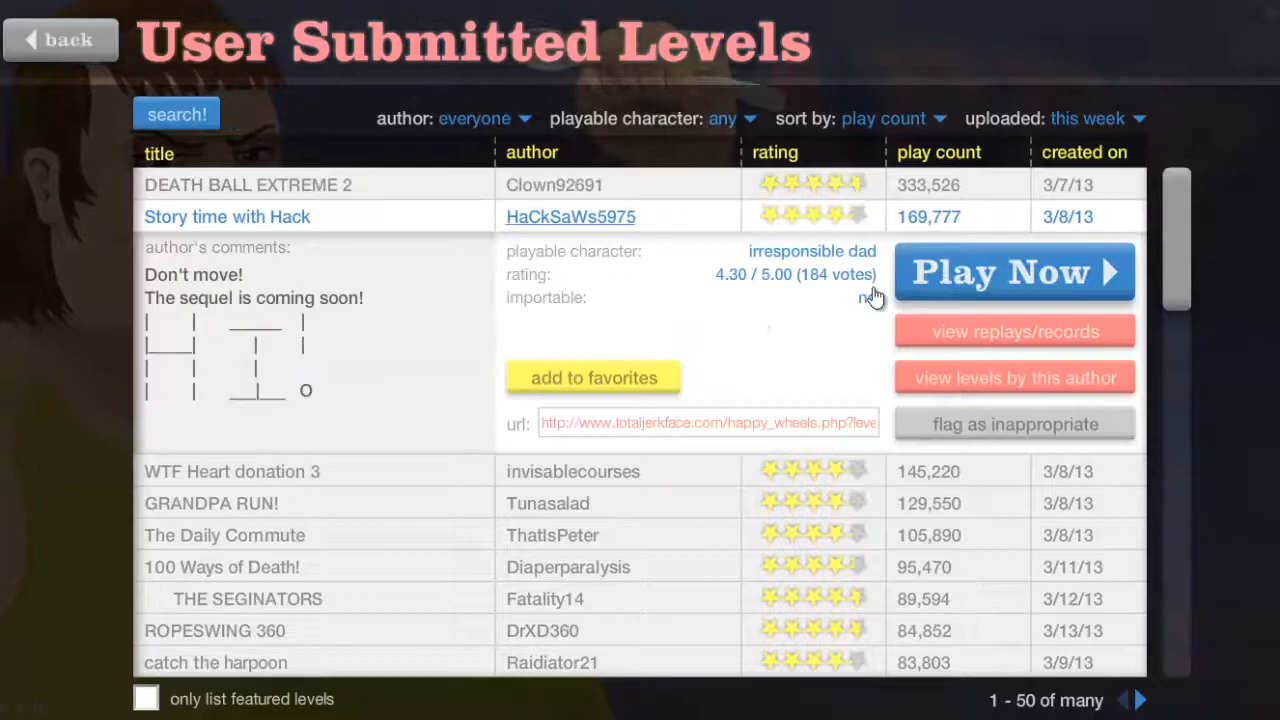 back
User Submitted Levels
search!
author: everyone
playable character: any
sort by: play count
uploaded: this week
title author rating play count created on
DEATH BALL EXTREME 2 Clown92691 333,526 3/7/13
Story time with Hack HaCkSaWs5975 169,777 3/8/13
author's comments:
Don't move!
The sequel is coming soon!
playable character: irresponsible dad
rating: 4.30 / 5.00 (184 votes)
importable:
add to favorites
url: http://www.totaljerkface.com/happy_wheels.php?leve
Play Now
view replays/records
view levels by this author
flag as inappropriate
WTF Heart donation 3 invisablecourses 145,220 3/8/13
GRANDPA RUN! Tunasalad 129,550 3/8/13
The Daily Commute ThatIsPeter 105,890 3/8/13
100 Ways of Death! Diaperparalysis 95,470 3/11/13
THE SEGINATORS Fatality14 89,594 3/12/13
ROPESWING 360 DrXD360 84,852 3/13/13
catch the harpoon Raidiator21 83,803 3/9/13
only list featured levels
1 - 50 of many